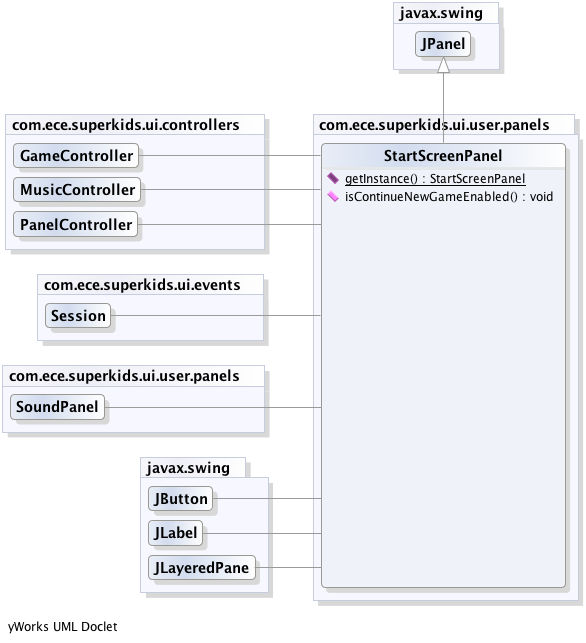 javax.swing
JPanel
com.ece.superkids.ui.controllers
GameController
MusicController
PanelController
com.ece.superkids.ui.user.panels
StartScreenPanel
getInstance() : StartScreenPanel
isContinueNewGameEnabled() : void
com.ece.superkids.ui.events
Session
com.ece.superkids.ui.user.panels
SoundPanel
javax.swing
JButton
JLabel
JLayeredPane
yWorks UML Doclet